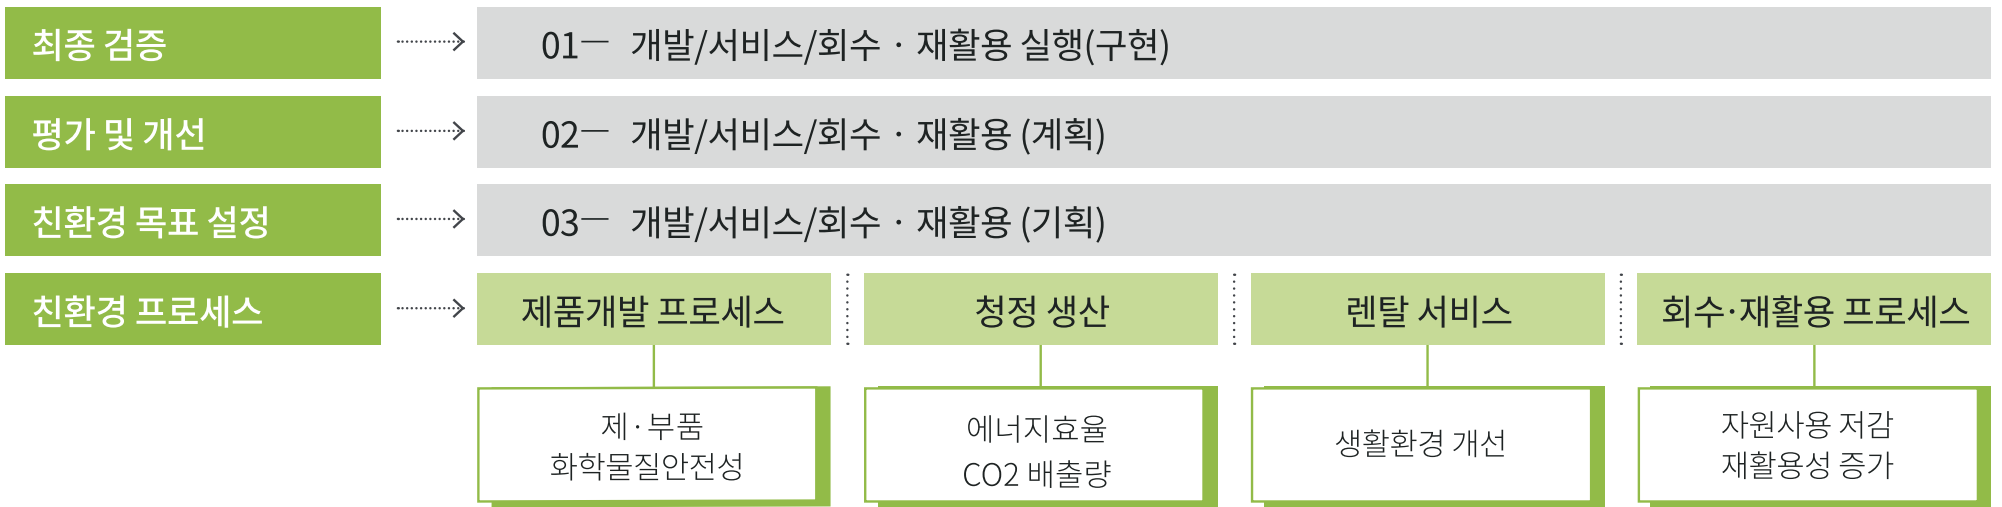 최종 검증
01— 개발/서비스/회수 · 재활용 실행(구현)
평가 및 개선
02— 개발/서비스/회수 · 재활용 (계획)
친환경 목표 설정
03— 개발/서비스/회수 · 재활용 (기획)
친환경 프로세스
제품개발 프로세스
청정 생산
렌탈 서비스
회수·재활용 프로세스
제 · 부품
화학물질안전성
에너지효율
CO2 배출량
생활환경 개선
자원사용 저감
재활용성 증가